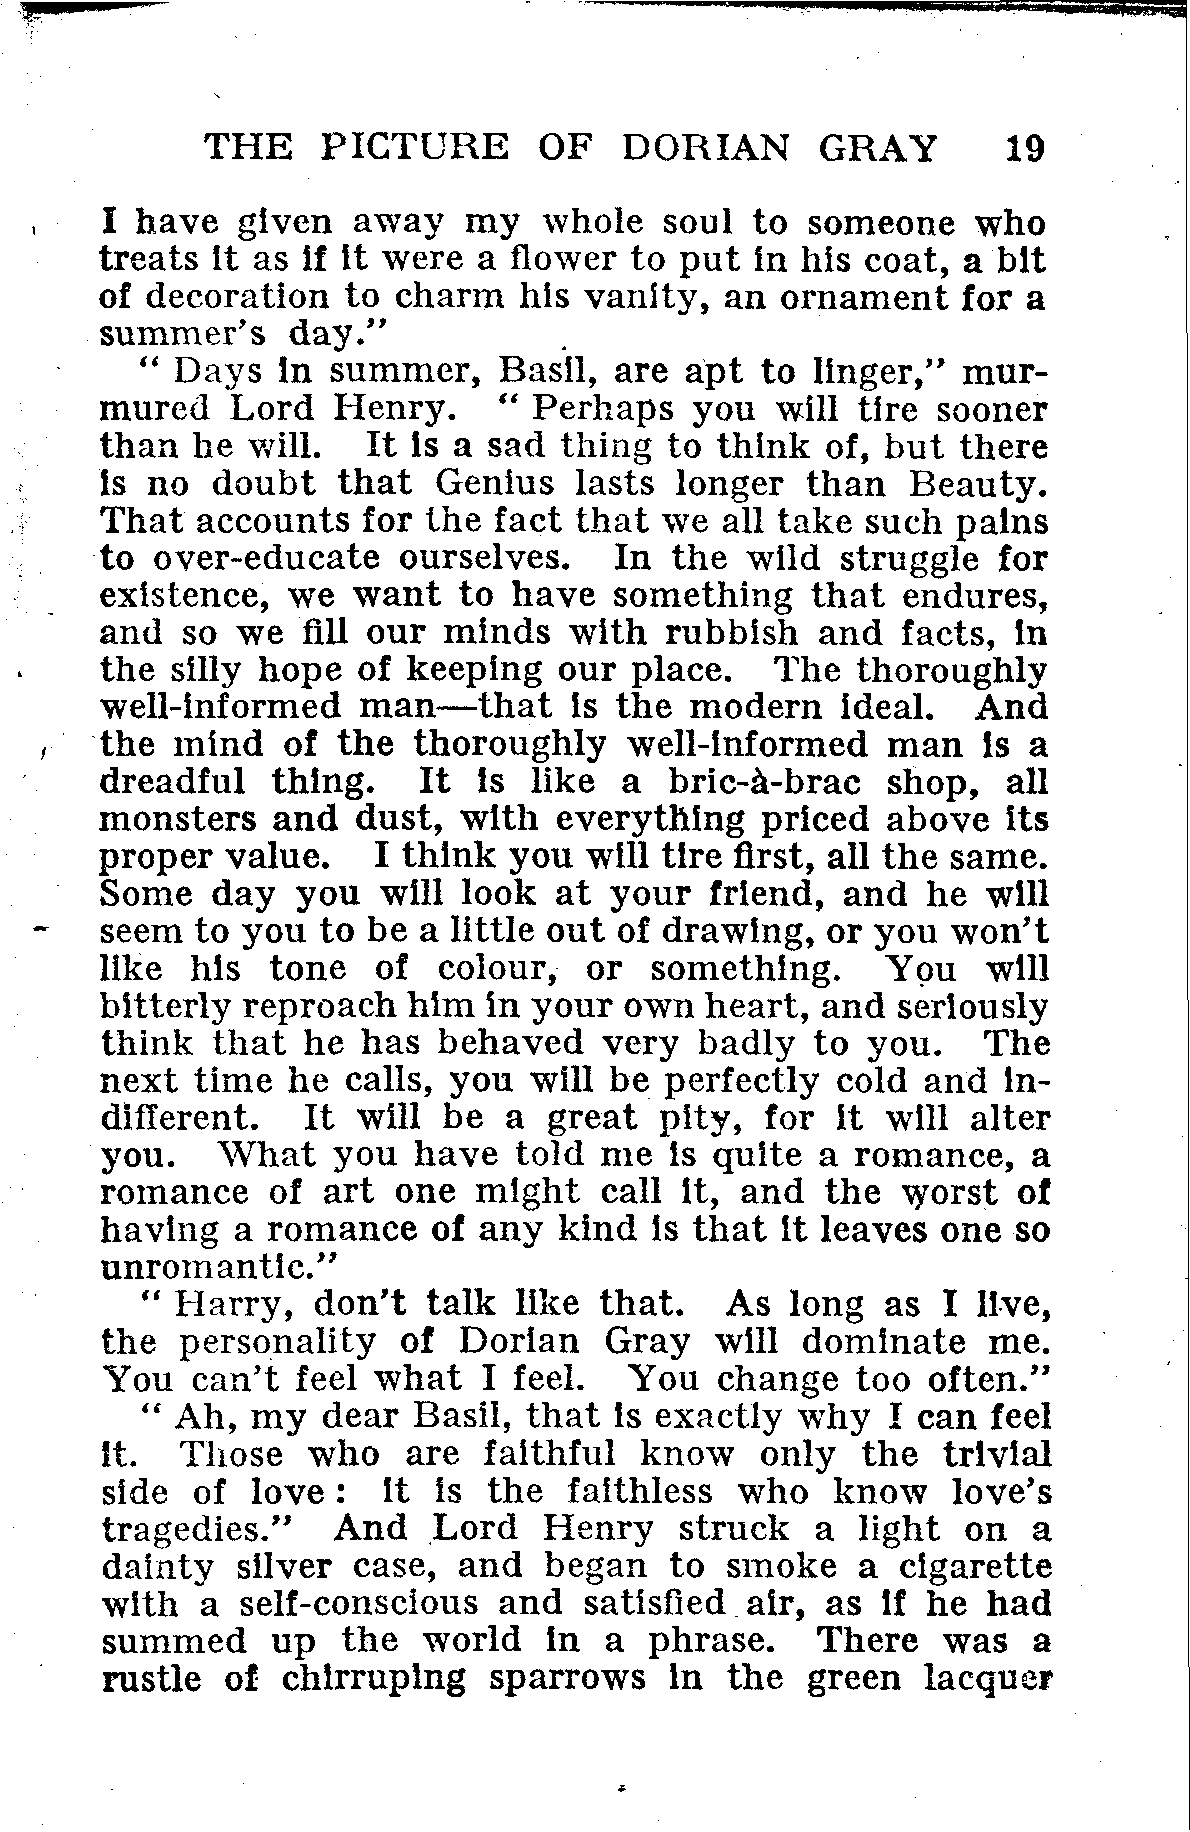 THE PICTURE OF DORIAN GRAY 19
I have given away my whole soul to someone who
treats it as if it were a flower to put in his coat, a bit
of decoration to charm his vanity, an ornament for a
summer's day."
" Days in summer, Basil, are apt to linger," mur-
mured Lord Henry. " Perhaps you will tire sooner
than he will. It is a sad thing to think of, but there
is no doubt that Genius lasts longer than Beauty.
That accounts for the fact that we all take such pains
to over-educate ourselves. In the wild struggle for
existence, we want to have something that endures,
and so we fill our minds with rubbish and facts, in
the silly hope of keeping our place. The thoroughly
well-informed man—that is the modern ideal. And
the mind of the thoroughly well-informed man is a
dreadful thing. It is like a bric-à-brac shop, all
monsters and dust, with everything priced above its
proper value. I think you will tire first, all the same.
Some day you will look at your friend, and he will
seem to you to be a little out of drawing, or you won't
like his tone of colour, or something. You will
bitterly reproach him in your own heart, and seriously
think that he has behaved very badly to you. The
next time he calls, you will be perfectly cold and in-
different. It will be a great pity, for it will alter
you. What you have told me is quite a romance, a
romance of art one might call it, and the worst of
having a romance of any kind is that it leaves one so
unromantic."
" Harry, don't talk like that. As long as I live,
the personality of Dorian Gray will dominate me.
You can't feel what I feel. You change too often."
" Ah, my dear Basil, that is exactly why I can feel
it. Those who are faithful know only the trivial
side of love : it is the faithless who know love's
tragedies." And Lord Henry struck a light on a
dainty silver case, and began to smoke a cigarette
with a self-conscious and satisfied air, as if he had
summed up the world in a phrase. There was a
rustle of chirruping sparrows in the green lacquer